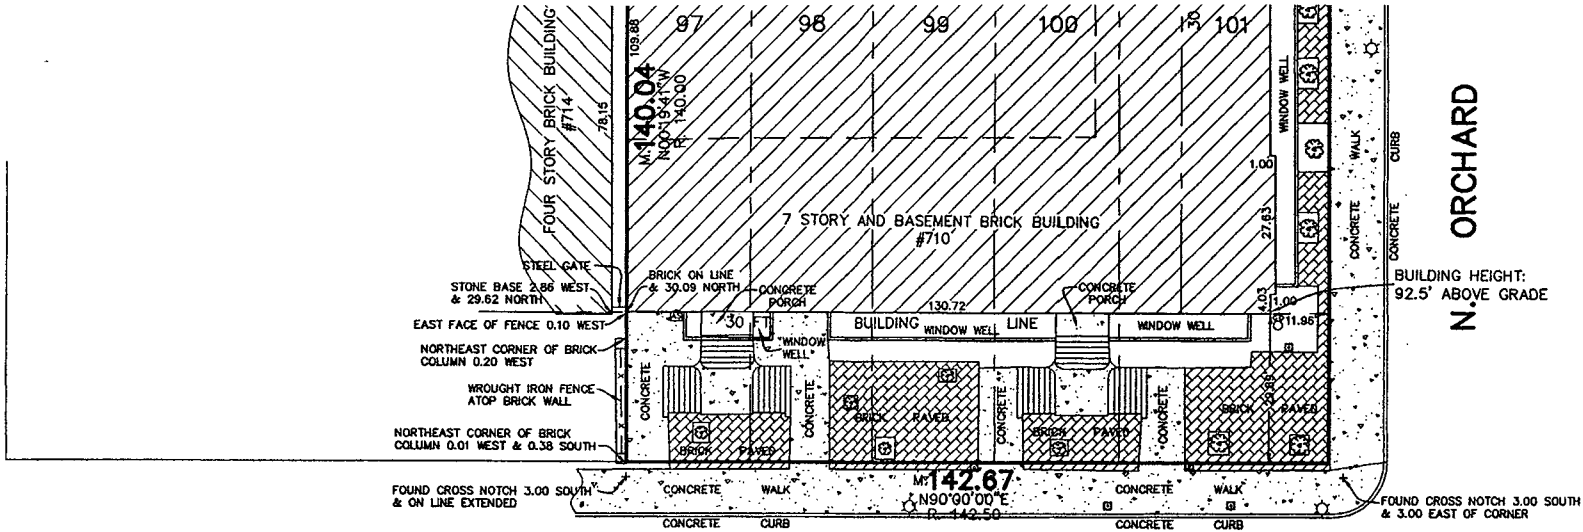 97
98
99
100
30
101
109.88
FOUR STORY BRICK BUILDING
#714
78.15
M. 140.04
N00°19'41"W
R. 140.00
WINDOW WELL
WALK
CURB
N. ORCHARD
1.00
27.63
CONCRETE
CONCRETE
7 STORY AND BASEMENT BRICK BUILDING
#710
STEEL GATE
STONE BASE 2.86 WEST
& 29.62 NORTH
BRICK ON LINE
& 30.09 NORTH
CONCRETE
PORCH
CONCRETE
PORCH
130.72
4.03
1.00
BUILDING HEIGHT:
92.5' ABOVE GRADE
EAST FACE OF FENCE 0.10 WEST
30 FT
BUILDING LINE
WINDOW WELL
WINDOW WELL
11.95
NORTHEAST CORNER OF BRICK
COLUMN 0.20 WEST
WINDOW
WELL
WROUGHT IRON FENCE
ATOP BRICK WALL
CONCRETE
CONCRETE
CONCRETE
CONCRETE
29.89
BRICK PAVED
BRICK PAVED
BRICK PAVED
BRICK PAVED
NORTHEAST CORNER OF BRICK
COLUMN 0.01 WEST & 0.38 SOUTH
M. 142.67
N90°00'00"E
R. 142.50
FOUND CROSS NOTCH 3.00 SOUTH
& ON LINE EXTENDED
CONCRETE WALK
CONCRETE WALK
FOUND CROSS NOTCH 3.00 SOUTH
& 3.00 EAST OF CORNER
CONCRETE CURB
CONCRETE CURB